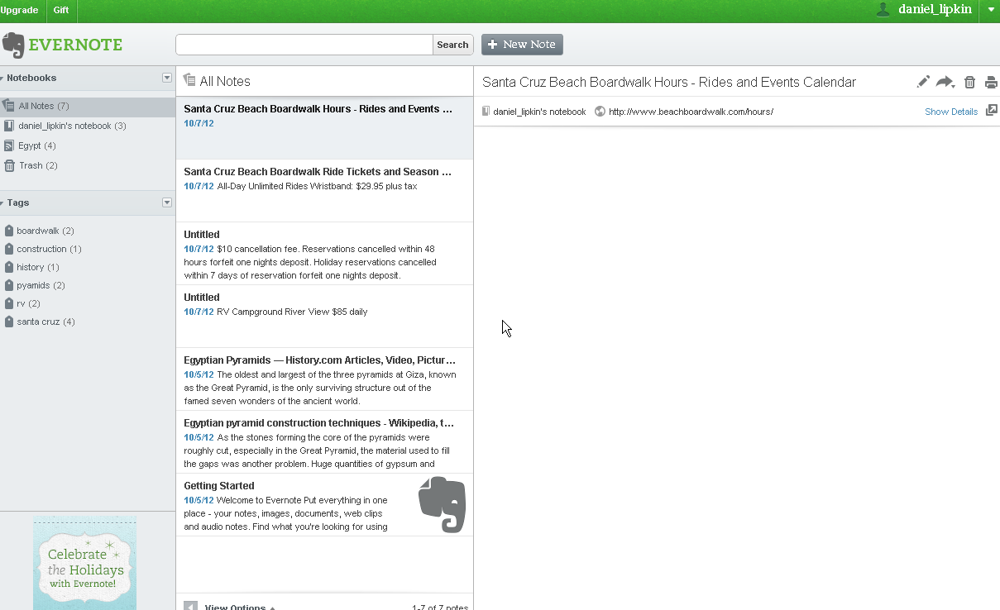 Upgrade
Gift
daniel_lipkin
EVERNOTE
Search
+ New Note
Notebooks
All Notes (7)
daniel_lipkin's notebook (3)
Egypt (4)
Trash (2)
Tags
boardwalk (2)
construction (1)
history (1)
pyamids (2)
rv (2)
santa cruz (4)
Celebrate
the Holidays
with Evernote!
All Notes
Santa Cruz Beach Boardwalk Hours - Rides and Events ...
10/7/12
Santa Cruz Beach Boardwalk Ride Tickets and Season ...
10/7/12 All-Day Unlimited Rides Wristband: $29.95 plus tax
Untitled
10/7/12 $10 cancellation fee. Reservations cancelled within 48
hours forfeit one nights deposit. Holiday reservations cancelled
within 7 days of reservation forfeit one nights deposit.
Untitled
10/7/12 RV Campground River View $85 daily
Egyptian Pyramids — History.com Articles, Video, Pictur...
10/5/12 The oldest and largest of the three pyramids at Giza, known
as the Great Pyramid, is the only surviving structure out of the
famed seven wonders of the ancient world.
Egyptian pyramid construction techniques - Wikipedia, t...
10/5/12 As the stones forming the core of the pyramids were
roughly cut, especially in the Great Pyramid, the material used to fill
the gaps was another problem. Huge quantities of gypsum and
Getting Started
10/5/12 Welcome to Evernote Put everything in one
place - your notes, images, documents, web clips
and audio notes. Find what you're looking for using
View Options
1-7 of 7 notes
Santa Cruz Beach Boardwalk Hours - Rides and Events Calendar
daniel_lipkin's notebook
http://www.beachboardwalk.com/hours/
Show Details